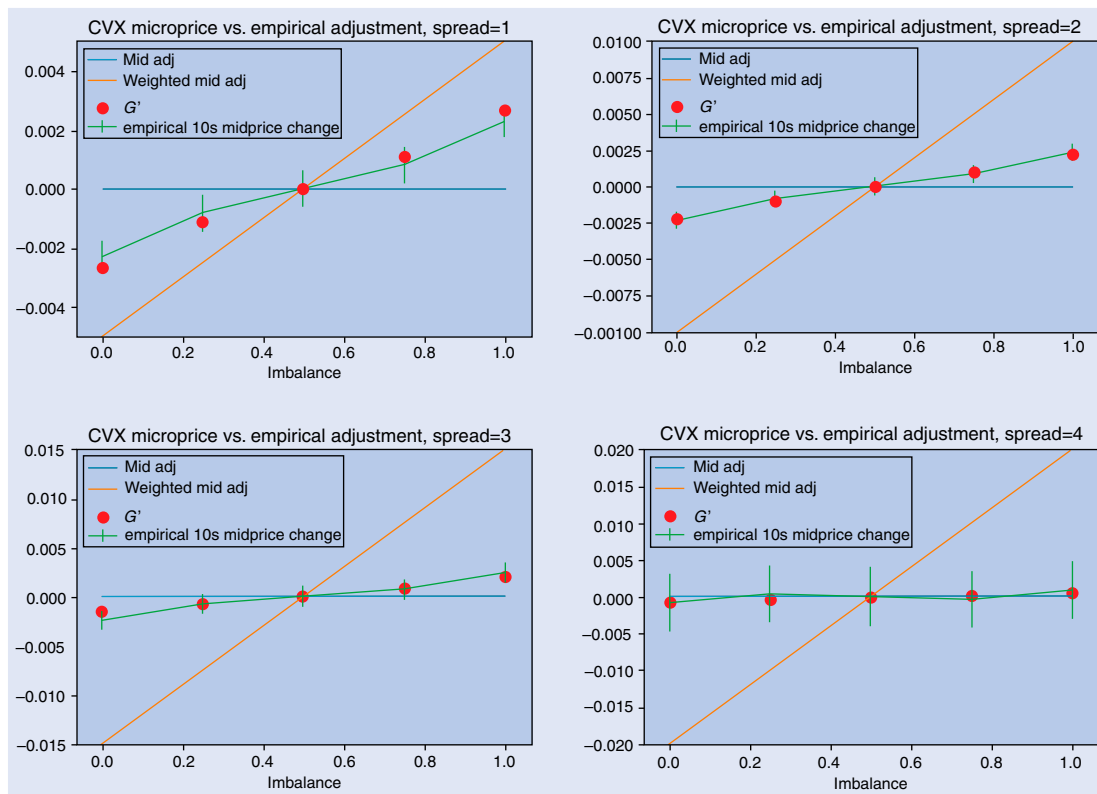 CVX microprice vs. empirical adjustment, spread=1
0.004
0.002
0.000
−0.002
−0.004
Mid adj
Weighted mid adj
G'
empirical 10s midprice change
0.0 0.2 0.4 0.6 0.8 1.0
Imbalance
CVX microprice vs. empirical adjustment, spread=2
0.0100
0.0075
0.0050
0.0025
0.0000
−0.0025
−0.0050
−0.0075
−0.00100
Mid adj
Weighted mid adj
G'
empirical 10s midprice change
0.0 0.2 0.4 0.6 0.8 1.0
Imbalance
CVX microprice vs. empirical adjustment, spread=3
0.015
0.010
0.005
0.000
−0.005
−0.010
−0.015
Mid adj
Weighted mid adj
G'
empirical 10s midprice change
0.0 0.2 0.4 0.6 0.8 1.0
Imbalance
CVX microprice vs. empirical adjustment, spread=4
0.020
0.015
0.010
0.005
0.000
−0.005
−0.010
−0.015
−0.020
Mid adj
Weighted mid adj
G'
empirical 10s midprice change
0.0 0.2 0.4 0.6 0.8 1.0
Imbalance